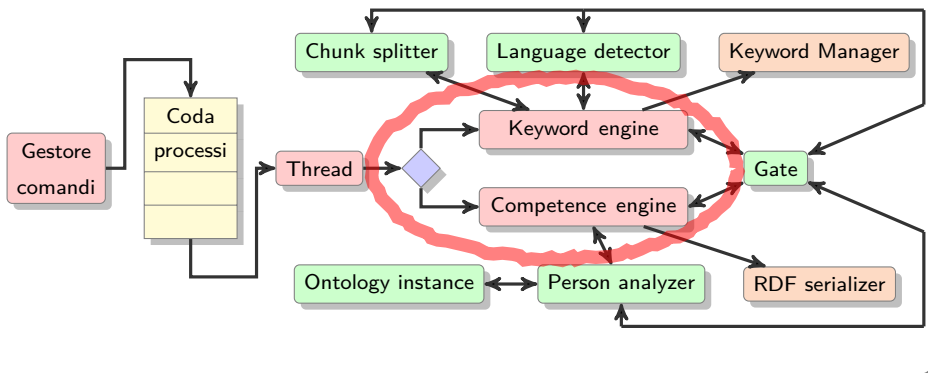 Chunk splitter
Language detector
Keyword Manager
Coda
processi
Keyword engine
Gestore
comandi
Thread
Gate
Competence engine
Ontology instance
Person analyzer
RDF serializer